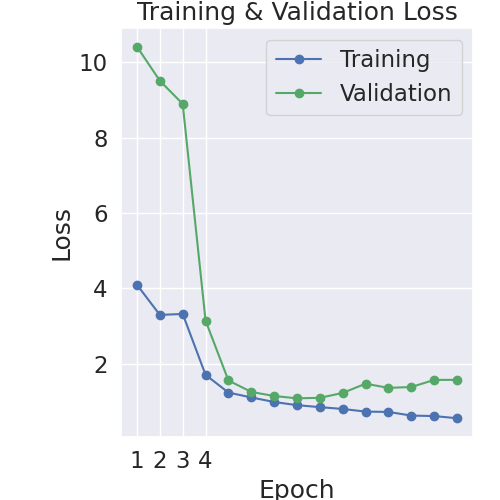 Training & Validation Loss
Training
Validation
Loss
10
8
6
4
2
1 2 3 4
Epoch